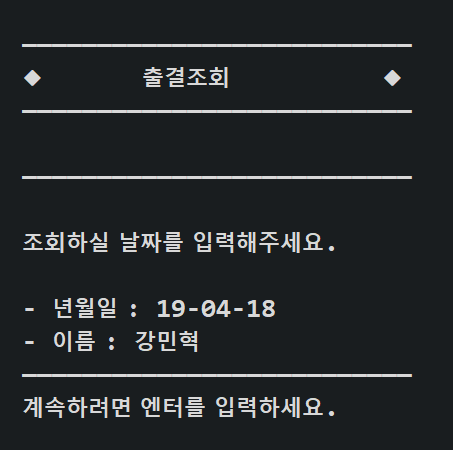 ◆ 출결조회 ◆
조회하실 날짜를 입력해주세요.
- 년월일 : 19-04-18
- 이름 : 강민혁
계속하려면 엔터를 입력하세요.